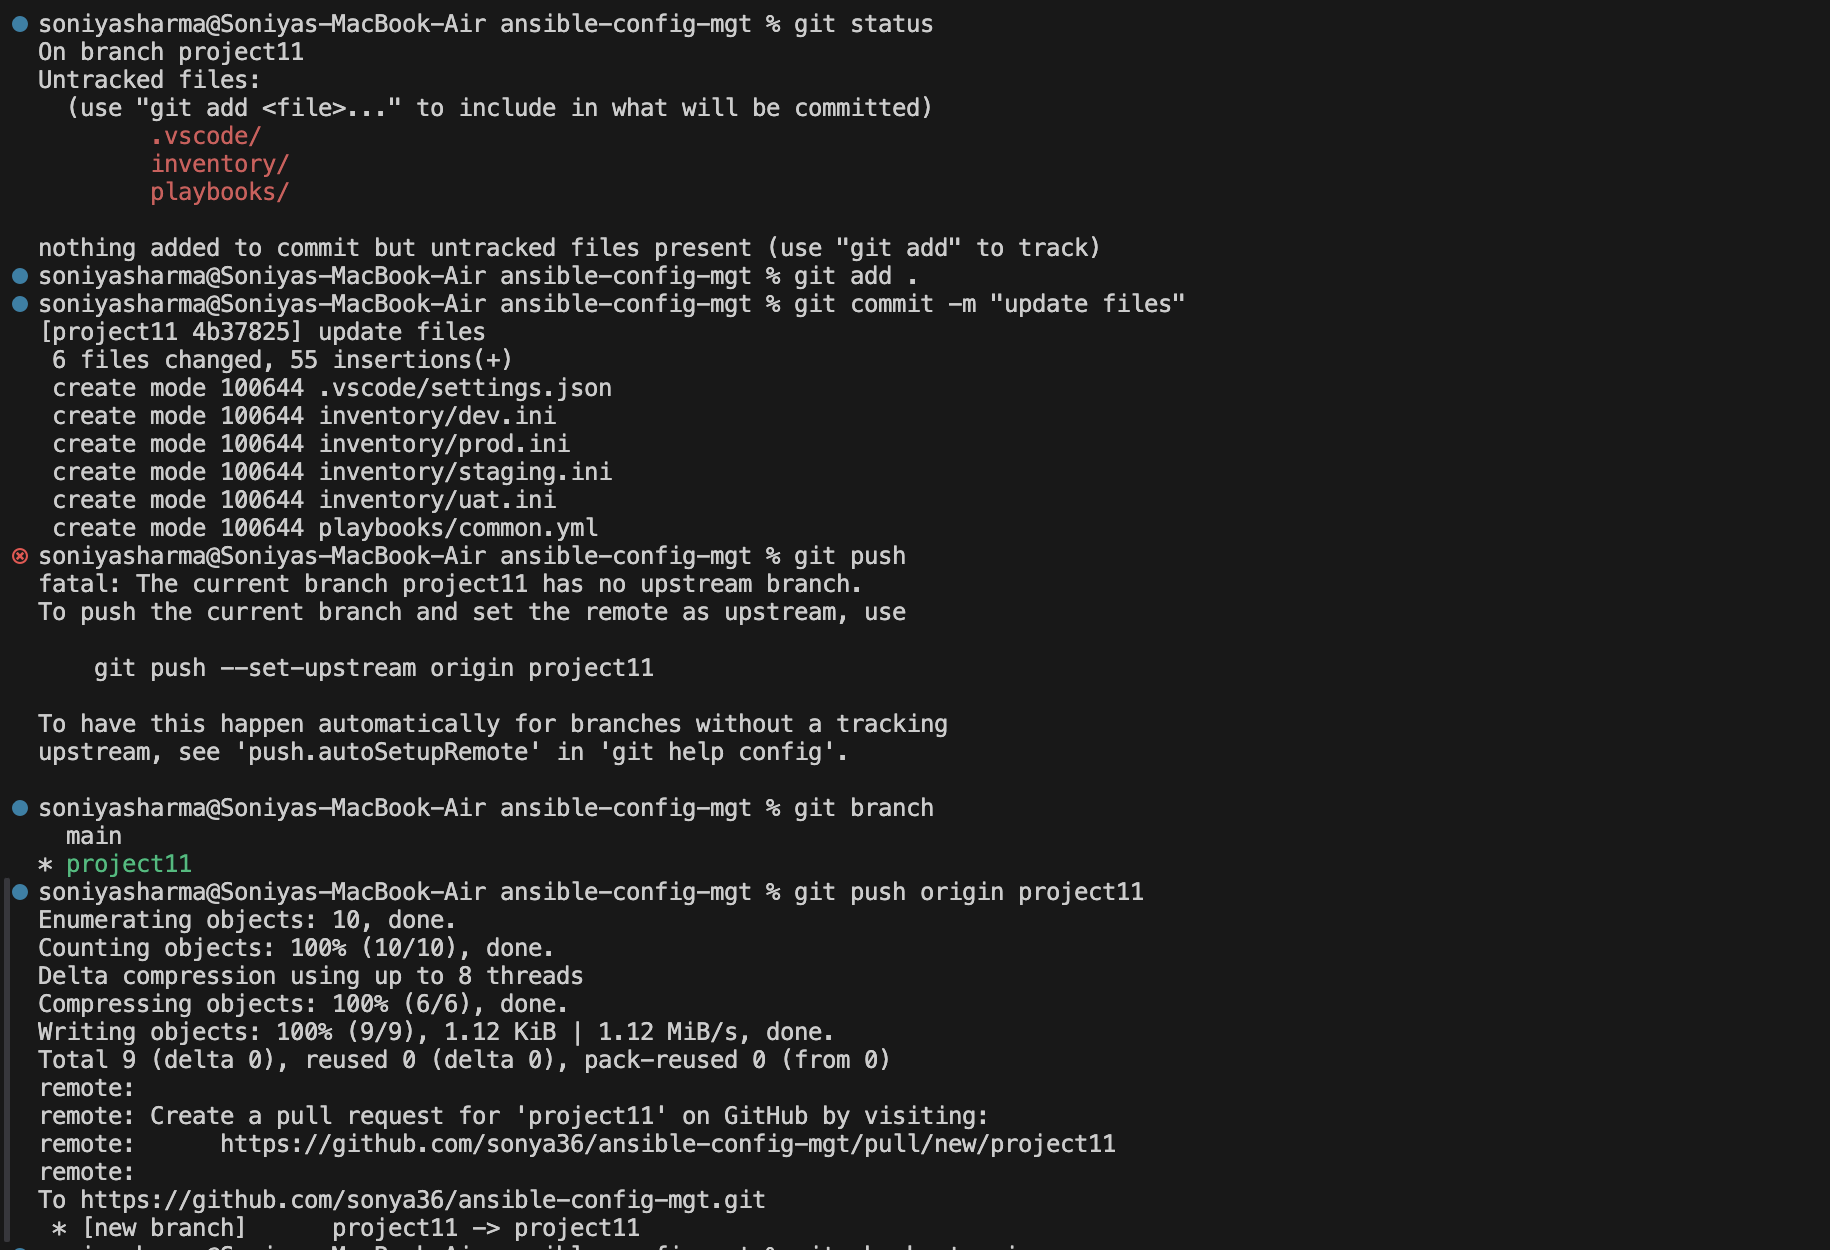 soniyasharma@Soniyas-MacBook-Air ansible-config-mgt % git status
On branch project11
Untracked files:
  (use "git add <file>..." to include in what will be committed)
        .vscode/
        inventory/
        playbooks/

nothing added to commit but untracked files present (use "git add" to track)
soniyasharma@Soniyas-MacBook-Air ansible-config-mgt % git add .
soniyasharma@Soniyas-MacBook-Air ansible-config-mgt % git commit -m "update files"
[project11 4b37825] update files
 6 files changed, 55 insertions(+)
 create mode 100644 .vscode/settings.json
 create mode 100644 inventory/dev.ini
 create mode 100644 inventory/prod.ini
 create mode 100644 inventory/staging.ini
 create mode 100644 inventory/uat.ini
 create mode 100644 playbooks/common.yml
soniyasharma@Soniyas-MacBook-Air ansible-config-mgt % git push
fatal: The current branch project11 has no upstream branch.
To push the current branch and set the remote as upstream, use

    git push --set-upstream origin project11

To have this happen automatically for branches without a tracking
upstream, see 'push.autoSetupRemote' in 'git help config'.

soniyasharma@Soniyas-MacBook-Air ansible-config-mgt % git branch
  main
* project11
soniyasharma@Soniyas-MacBook-Air ansible-config-mgt % git push origin project11
Enumerating objects: 10, done.
Counting objects: 100% (10/10), done.
Delta compression using up to 8 threads
Compressing objects: 100% (6/6), done.
Writing objects: 100% (9/9), 1.12 KiB | 1.12 MiB/s, done.
Total 9 (delta 0), reused 0 (delta 0), pack-reused 0 (from 0)
remote:
remote: Create a pull request for 'project11' on GitHub by visiting:
remote:      https://github.com/sonya36/ansible-config-mgt/pull/new/project11
remote:
To https://github.com/sonya36/ansible-config-mgt.git
 * [new branch]      project11 -> project11